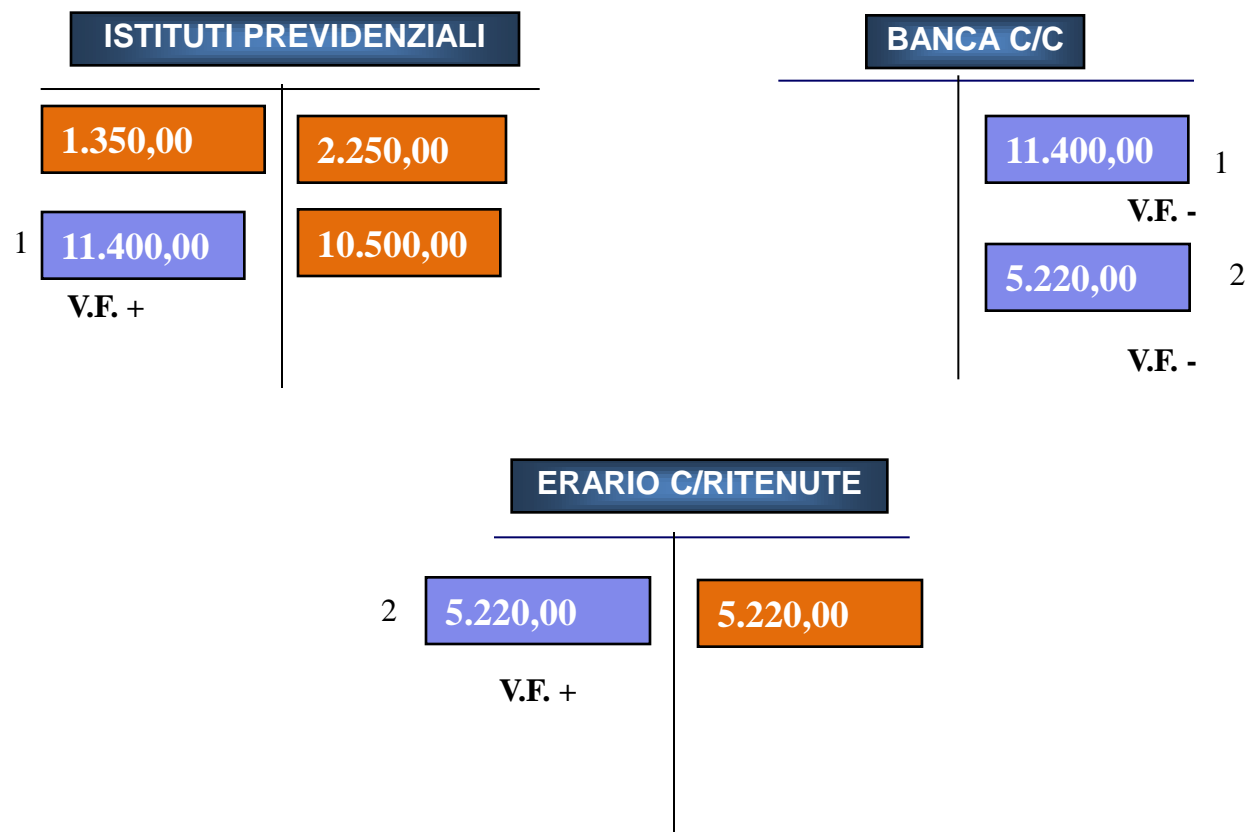 ISTITUTI PREVIDENZIALI
1.350,00 2.250,00
1 11.400,00 10.500,00
V.F. +
BANCA C/C
11.400,00 1
V.F. -
5.220,00 2
V.F. -
ERARIO C/RITENUTE
2 5.220,00 5.220,00
V.F. +